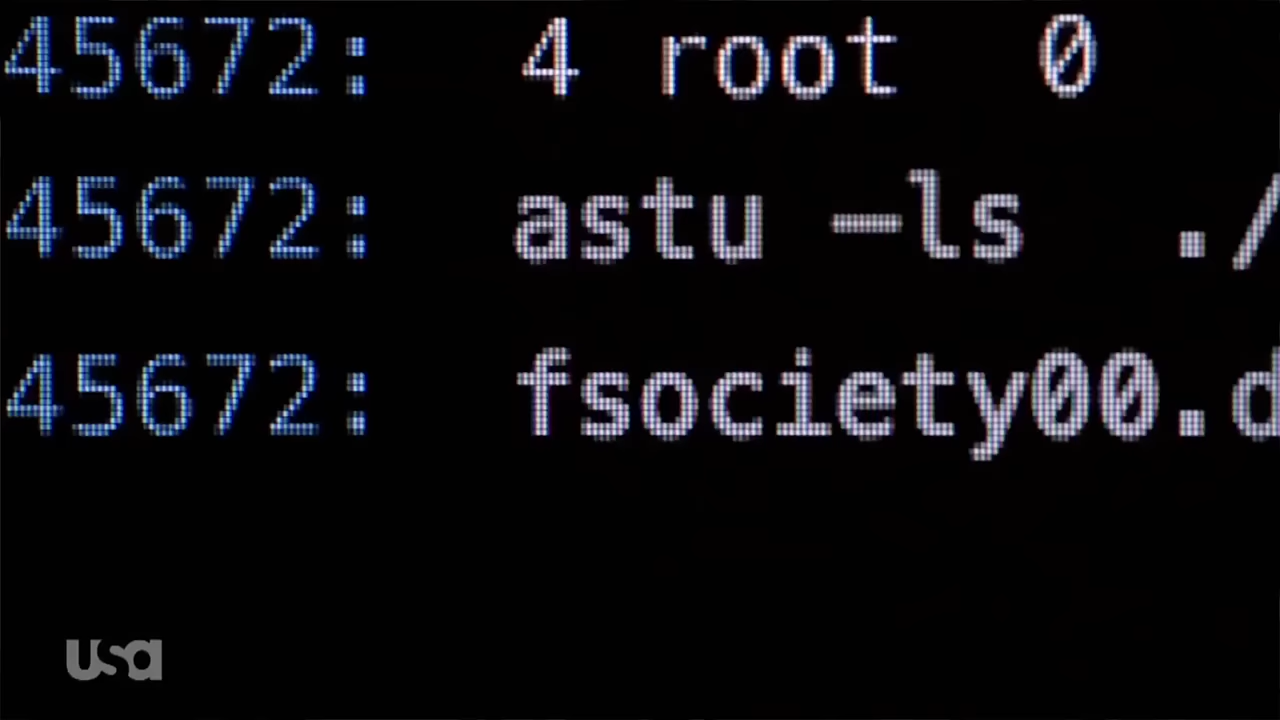 45672: 4 root 0
45672: astu -ls ./
45672: fsociety00.d
usa